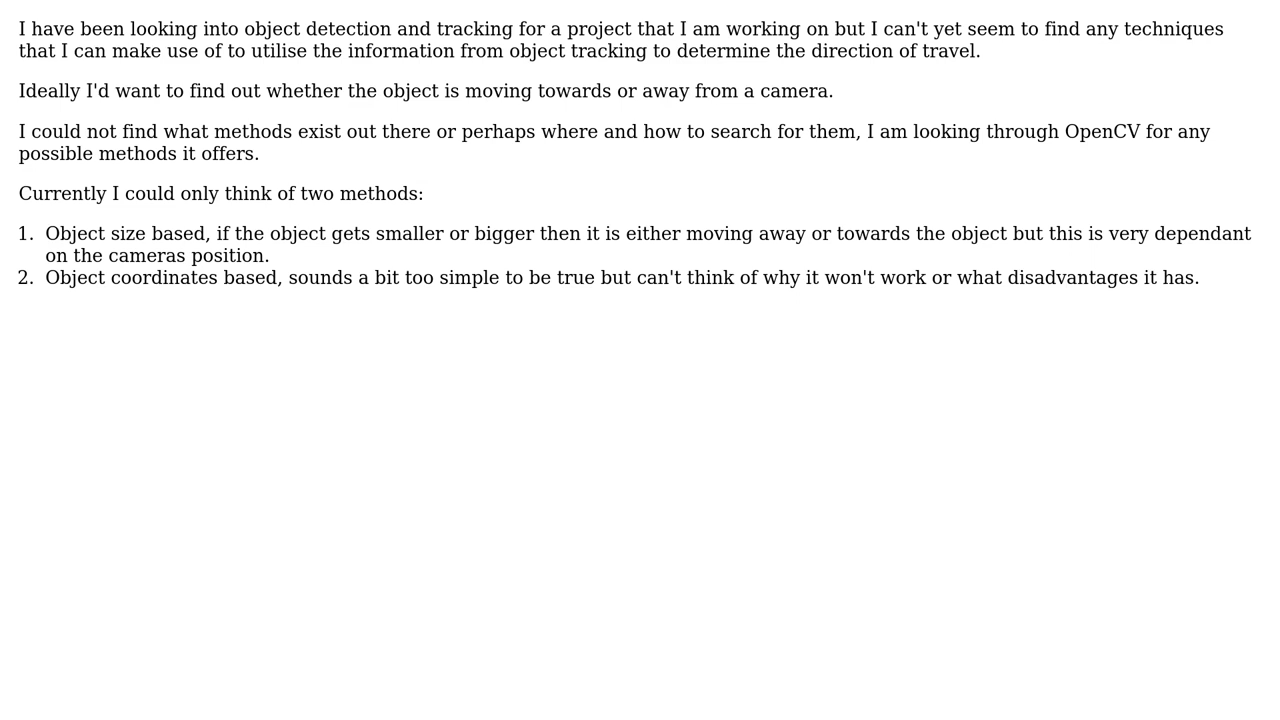 I have been looking into object detection and tracking for a project that I am working on but I can't yet seem to find any techniques
that I can make use of to utilise the information from object tracking to determine the direction of travel.
Ideally I'd want to find out whether the object is moving towards or away from a camera.
I could not find what methods exist out there or perhaps where and how to search for them, I am looking through OpenCV for any
possible methods it offers.
Currently I could only think of two methods:
1. Object size based, if the object gets smaller or bigger then it is either moving away or towards the object but this is very dependant
on the cameras position.
2. Object coordinates based, sounds a bit too simple to be true but can't think of why it won't work or what disadvantages it has.